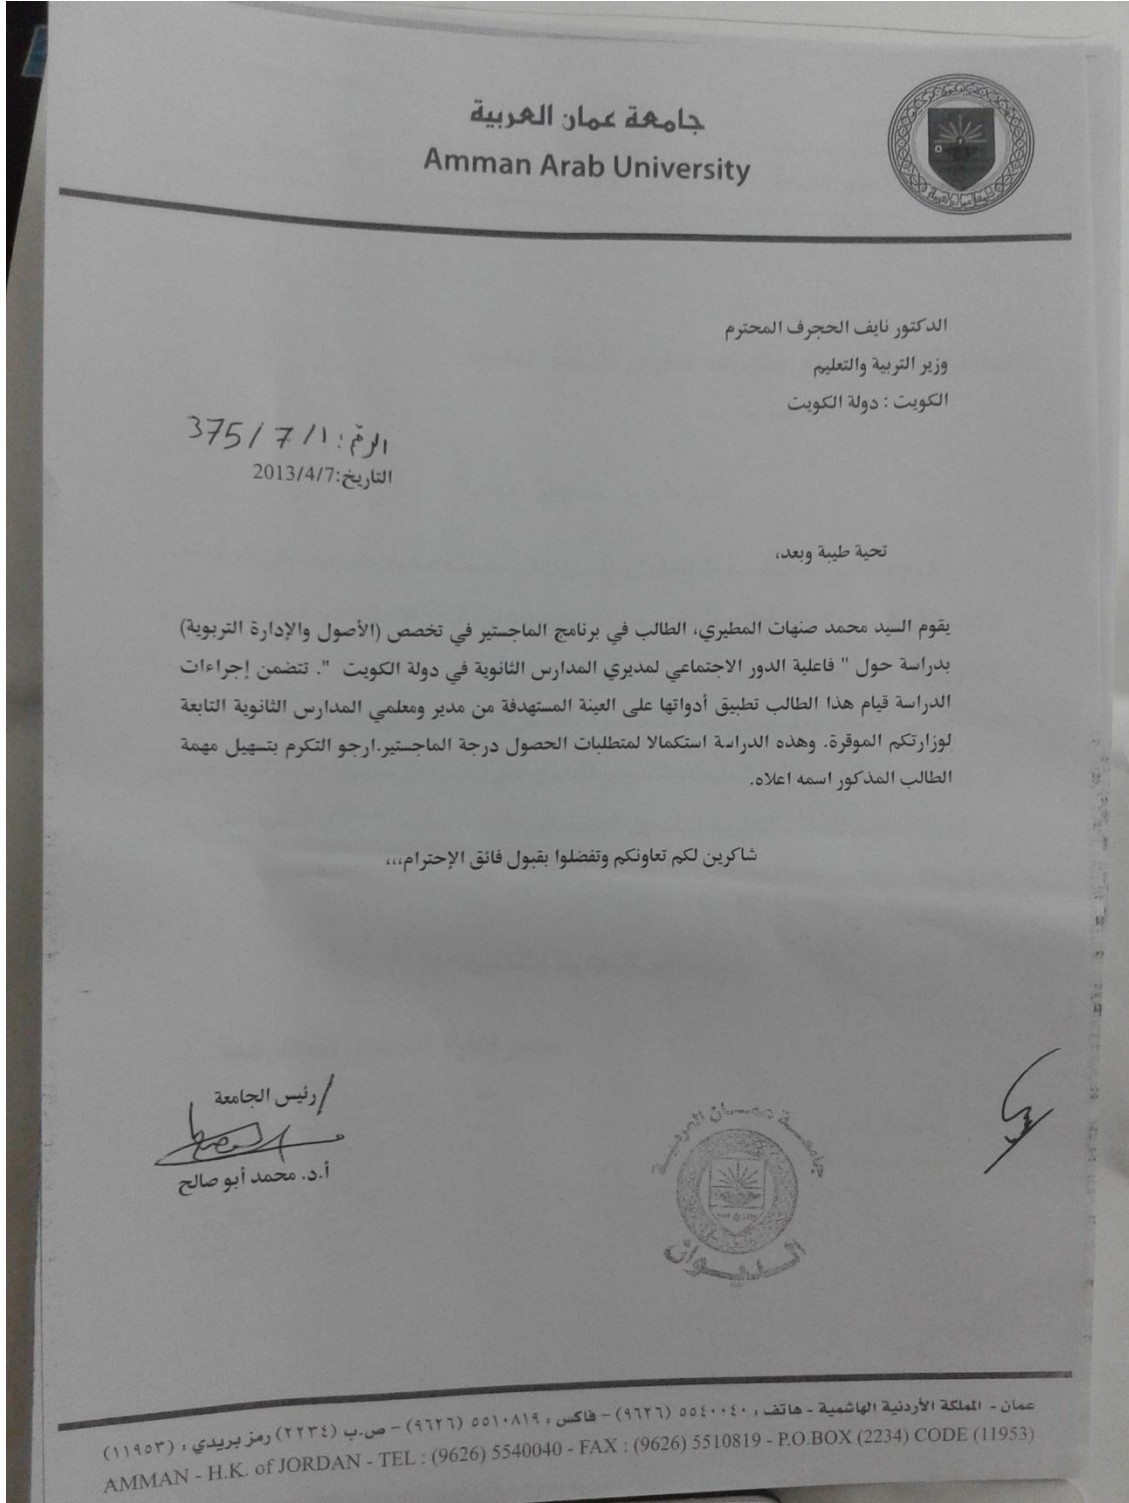 جامعة عمان العربية
Amman Arab University
الدكتور نايف الحجرف المحترم
وزير التربية والتعليم
الكويت : دولة الكويت
الرقم: ١/ 7 /375
التاريخ:2013/4/7
تحية طيبة وبعد،
يقوم السيد محمد صنهات المطيري، الطالب في برنامج الماجستير في تخصص (الأصول والإدارة التربوية)
بدراسة حول " فاعلية الدور الاجتماعي لمديري المدارس الثانوية في دولة الكويت ". تتضمن إجراءات
الدراسة قيام هذا الطالب تطبيق أدواتها على العينة المستهدفة من مدير ومعلمي المدارس الثانوية التابعة
لوزارتكم الموقرة. وهذه الدراسة استكمالا لمتطلبات الحصول درجة الماجستير.ارجو التكرم بتسهيل مهمة
الطالب المذكور اسمه اعلاه.
شاكرين لكم تعاونكم وتفضلوا بقبول فائق الإحترام،،،
/رئيس الجامعة
أ.د. محمد أبو صالح
جامعة عمان العربية
الديوان
عمان - المملكة الأردنية الهاشمية - هاتف : ٥٥٤٠٠٤٠ (٩٦٢٦) - فاكس : ٥٥١٠٨١٩ (٩٦٢٦) - ص.ب (٢٢٣٤) رمز بريدي : (١١٩٥٣)
AMMAN - H.K. of JORDAN - TEL : (9626) 5540040 - FAX : (9626) 5510819 - P.O.BOX (2234) CODE (11953)